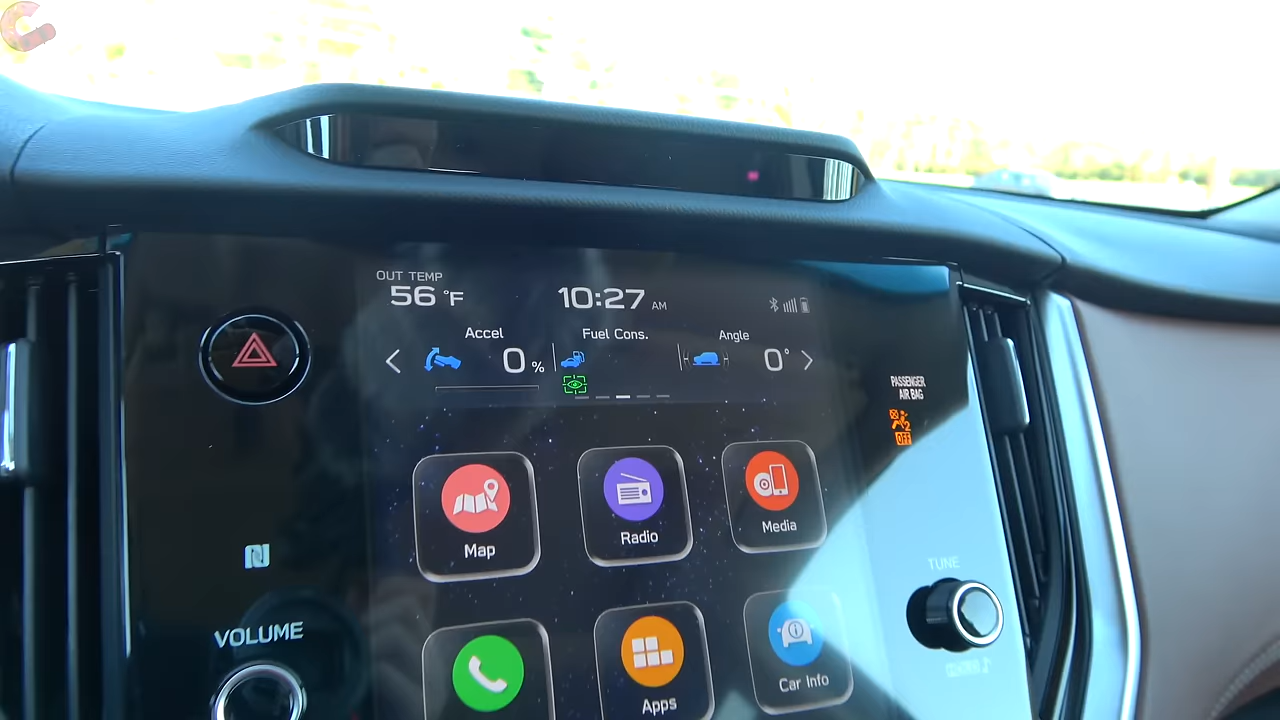 OUT TEMP
56 °F
10:27 AM
Accel
0 %
Fuel Cons.
Angle
0°
PASSENGER
AIR BAG
2
OFF
Map
Radio
Media
N
VOLUME
TUNE
Apps
Car Info